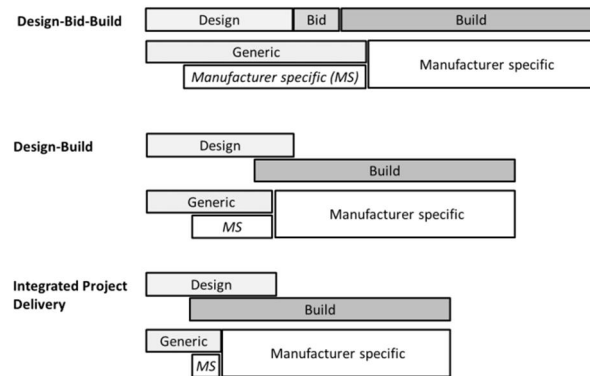 Design-Bid-Build
Design
Bid
Build
Generic
Manufacturer specific (MS)
Manufacturer specific
Design-Build
Design
Build
Generic
MS
Manufacturer specific
Integrated Project
Delivery
Design
Build
Generic
MS
Manufacturer specific